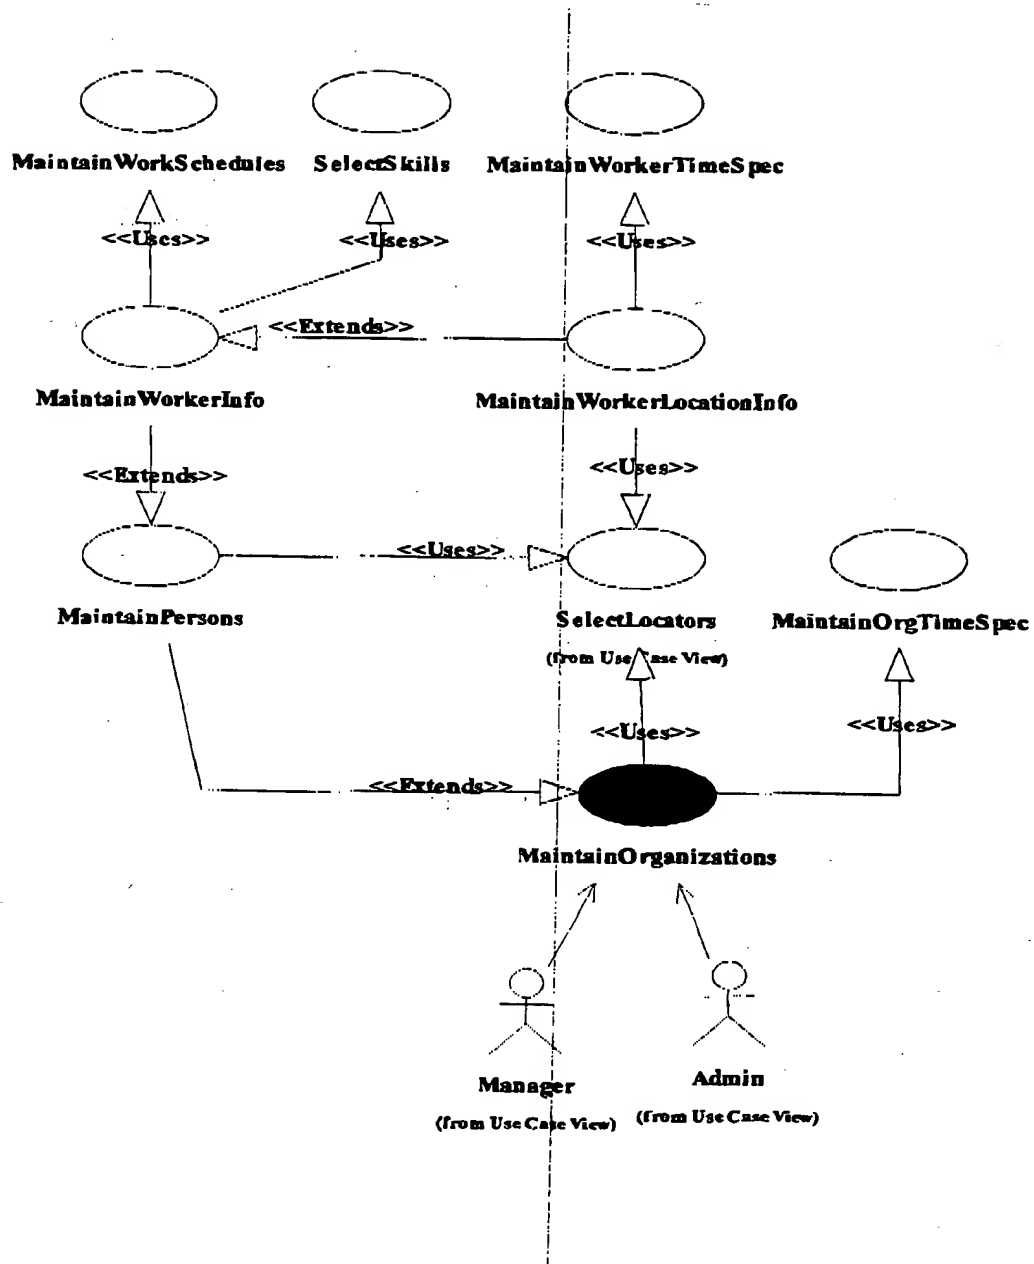 MaintainWorkSchedules SelectSkills MaintainWorkerTimeSpec
<<Uses>> <<Uses>> <<Uses>>
<<Extends>>
MaintainWorkerInfo MaintainWorkerLocationInfo
<<Extends>> <<Uses>>
<<Uses>>
MaintainPersons SelectLocators MaintainOrgTimeSpec
(from Use Case View)
<<Uses>> <<Uses>>
<<Extends>>
MaintainOrganizations
Manager Admin
(from Use Case View) (from Use Case View)